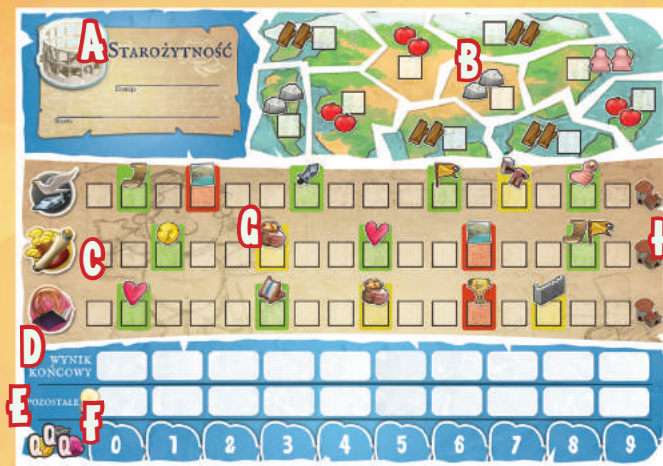 A
STAROŻYTNOŚĆ
B
G
C
H
D
WYNIK
KOŃCOWY
E
POZOSTAŁE
F
0 1 2 3 4 5 6 7 8 9